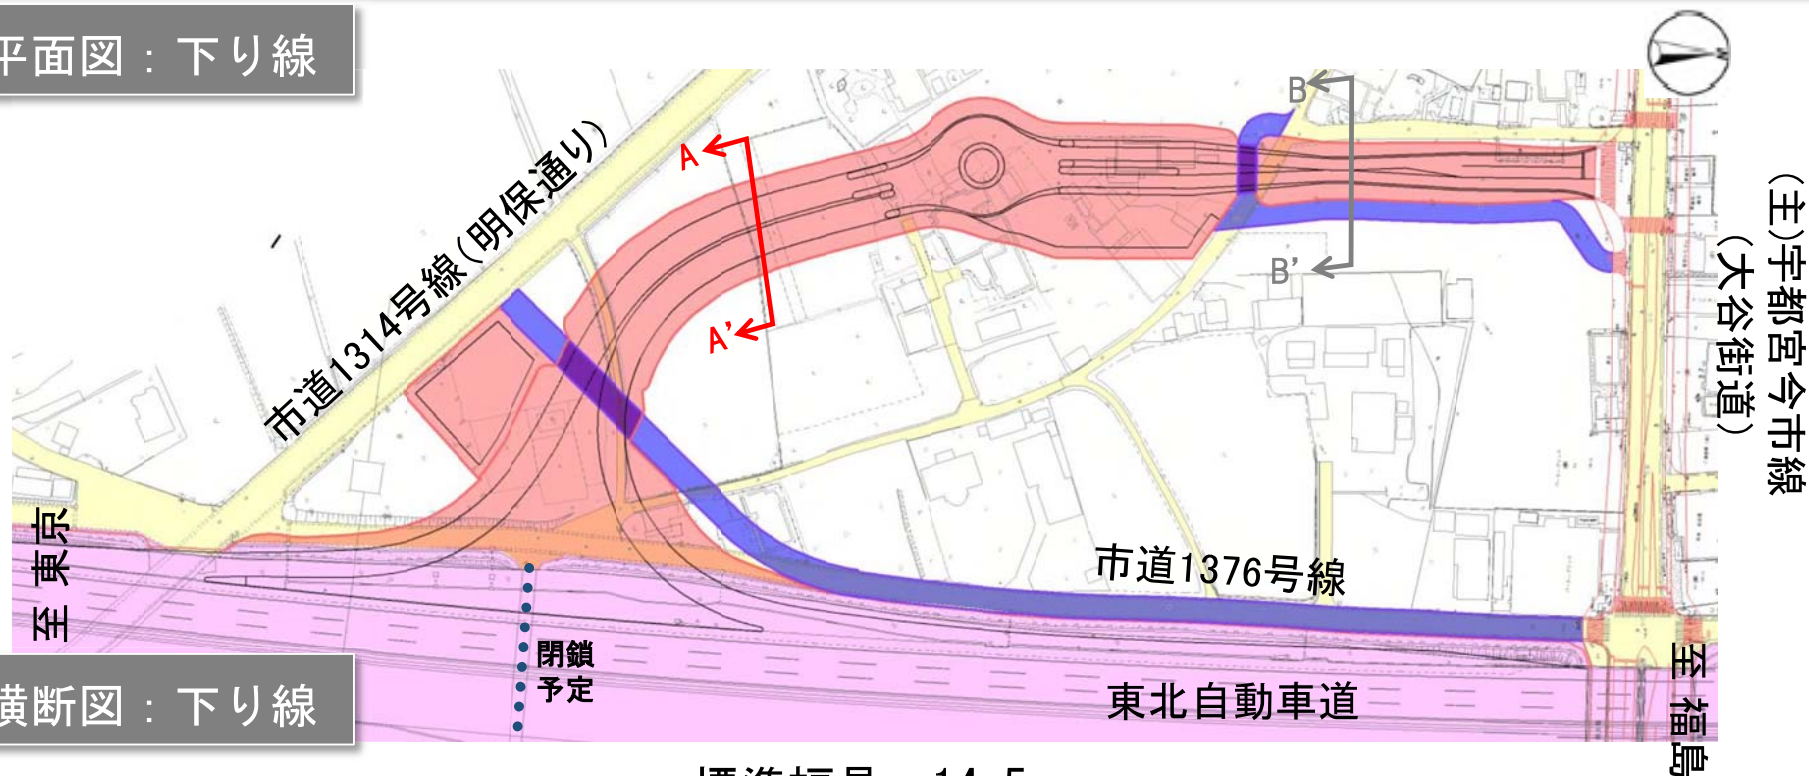 平面図：下り線
市道1314号線(明保通り)
A
A'
B
B'
(主)宇都宮今市線
(大谷街道)
市道1376号線
至 東京
閉鎖
予定
東北自動車道
至 福島
横断図：下り線